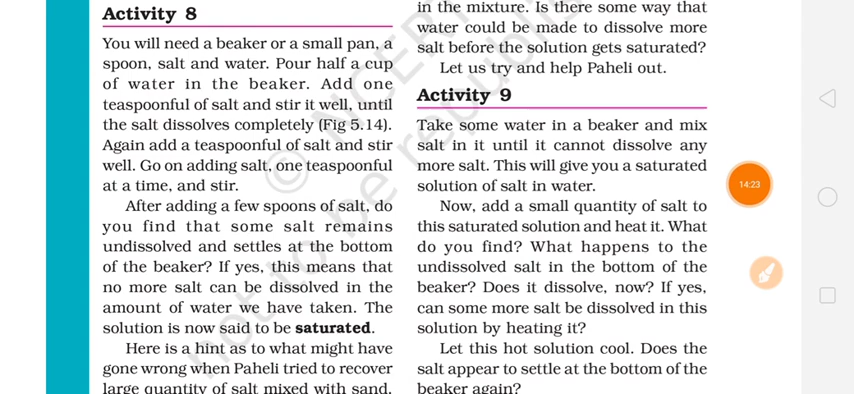 Activity 8
You will need a beaker or a small pan, a
spoon, salt and water. Pour half a cup
of water in the beaker. Add one
teaspoonful of salt and stir it well, until
the salt dissolves completely (Fig 5.14).
Again add a teaspoonful of salt and stir
well. Go on adding salt, one teaspoonful
at a time, and stir.
After adding a few spoons of salt, do
you find that some salt remains
undissolved and settles at the bottom
of the beaker? If yes, this means that
no more salt can be dissolved in the
amount of water we have taken. The
solution is now said to be saturated.
Here is a hint as to what might have
gone wrong when Paheli tried to recover
large quantity of salt mixed with sand.
in the mixture. Is there some way that
water could be made to dissolve more
salt before the solution gets saturated?
Let us try and help Paheli out.
Activity 9
Take some water in a beaker and mix
salt in it until it cannot dissolve any
more salt. This will give you a saturated
solution of salt in water.
Now, add a small quantity of salt to
this saturated solution and heat it. What
do you find? What happens to the
undissolved salt in the bottom of the
beaker? Does it dissolve, now? If yes,
can some more salt be dissolved in this
solution by heating it?
Let this hot solution cool. Does the
salt appear to settle at the bottom of the
beaker again?
14:23
© NCERT
not to be republished